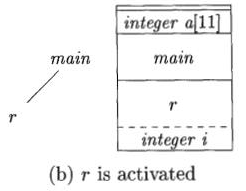 integer a[11]
main
main
r
r
integer i
(b) r is activated